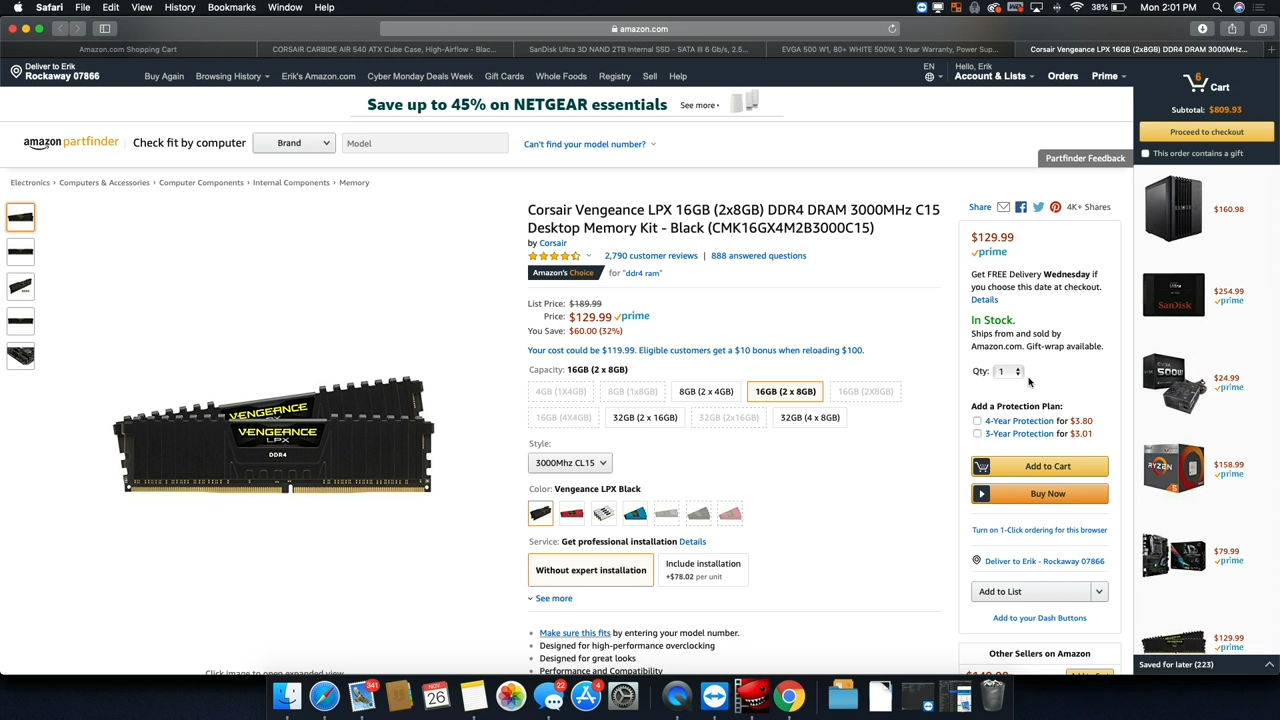 Safari File Edit View History Bookmarks Window Help 38% Mon 2:01 PM
amazon.com
Amazon.com Shopping Cart
CORSAIR CARBIDE AIR 540 ATX Cube Case, High-Airflow - Blac...
SanDisk Ultra 3D NAND 2TB Internal SSD - SATA III 6 Gb/s, 2.5...
EVGA 500 W1, 80+ WHITE 500W, 3 Year Warranty, Power Sup...
Corsair Vengeance LPX 16GB (2x8GB) DDR4 DRAM 3000MHz...
Deliver to Erik
Rockaway 07866
Buy Again Browsing History Erik's Amazon.com Cyber Monday Deals Week Gift Cards Whole Foods Registry Sell Help
EN
Hello, Erik
Account & Lists Orders Prime
6
Cart
Save up to 45% on NETGEAR essentials See more
Subtotal: $809.93
Proceed to checkout
This order contains a gift
amazon partfinder Check fit by computer Brand Model Can't find your model number?
Partfinder Feedback
Electronics › Computers & Accessories › Computer Components › Internal Components › Memory
Corsair Vengeance LPX 16GB (2x8GB) DDR4 DRAM 3000MHz C15
Desktop Memory Kit - Black (CMK16GX4M2B3000C15)
by Corsair
2,790 customer reviews | 888 answered questions
Amazon's Choice for "ddr4 ram"
List Price: $189.99
Price: $129.99 prime
You Save: $60.00 (32%)
Your cost could be $119.99. Eligible customers get a $10 bonus when reloading $100.
Capacity: 16GB (2 x 8GB)
4GB (1X4GB) 8GB (1x8GB) 8GB (2 x 4GB) 16GB (2 x 8GB) 16GB (2X8GB)
16GB (4X4GB) 32GB (2 x 16GB) 32GB (2x16GB) 32GB (4 x 8GB)
Style:
3000Mhz CL15
Color: Vengeance LPX Black
Service: Get professional installation Details
Without expert installation
Include installation
+$78.02 per unit
See more
Make sure this fits by entering your model number.
Designed for high-performance overclocking
Designed for great looks
Performance and Compatibility
VENGEANCE
VENGEANCE
LPX
DDR4
Click image to open expanded view
Share 4K+ Shares
$129.99
prime
Get FREE Delivery Wednesday if
you choose this date at checkout.
Details
In Stock.
Ships from and sold by
Amazon.com. Gift-wrap available.
Qty: 1
Add a Protection Plan:
4-Year Protection for $3.80
3-Year Protection for $3.01
Add to Cart
Buy Now
Turn on 1-Click ordering for this browser
Deliver to Erik - Rockaway 07866
Add to List
Add to your Dash Buttons
Other Sellers on Amazon
$160.98
Ultra
SanDisk
$254.99
prime
500W
$24.99
prime
RYZEN
5
$158.99
prime
$79.99
prime
$129.99
prime
Saved for later (223)
341
NOV
26
22
4